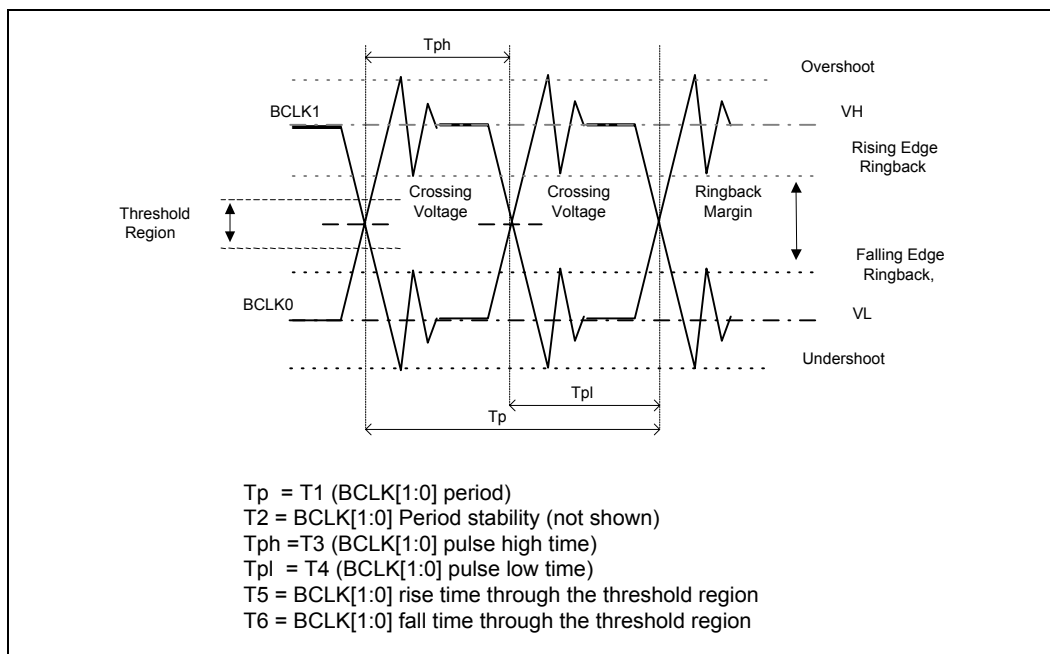 Tph
Overshoot
BCLK1
VH
Rising Edge
Ringback
Threshold
Region
Crossing
Voltage
Crossing
Voltage
Ringback
Margin
Falling Edge
Ringback,
BCLK0
VL
Undershoot
Tpl
Tp
Tp = T1 (BCLK[1:0] period)
T2 = BCLK[1:0] Period stability (not shown)
Tph =T3 (BCLK[1:0] pulse high time)
Tpl = T4 (BCLK[1:0] pulse low time)
T5 = BCLK[1:0] rise time through the threshold region
T6 = BCLK[1:0] fall time through the threshold region